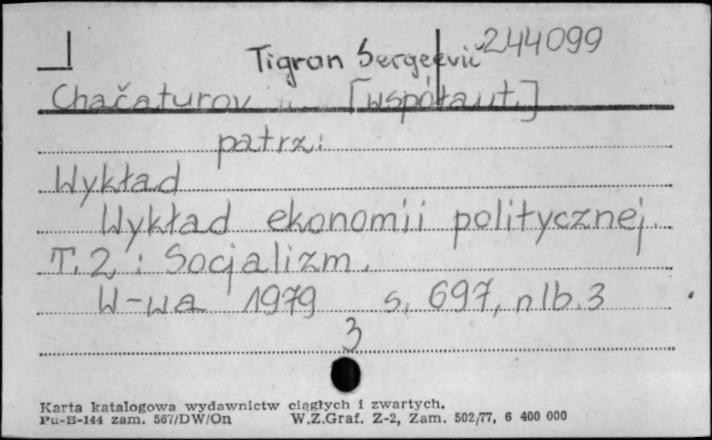 244099
Tigran Sergeevič
Chačaturov [współaut.]
patrz:
Wykład
Wykład ekonomii politycznej.
T. 2 : Socjalizm.
W-wa 1979 s. 697, nlb. 3
3
Karta katalogowa wydawnictw ciągłych i zwartych.
Pu-B-144 zam. 567/DW/On W.Z.Graf. Z-2, Zam. 502/77, 6 400 000